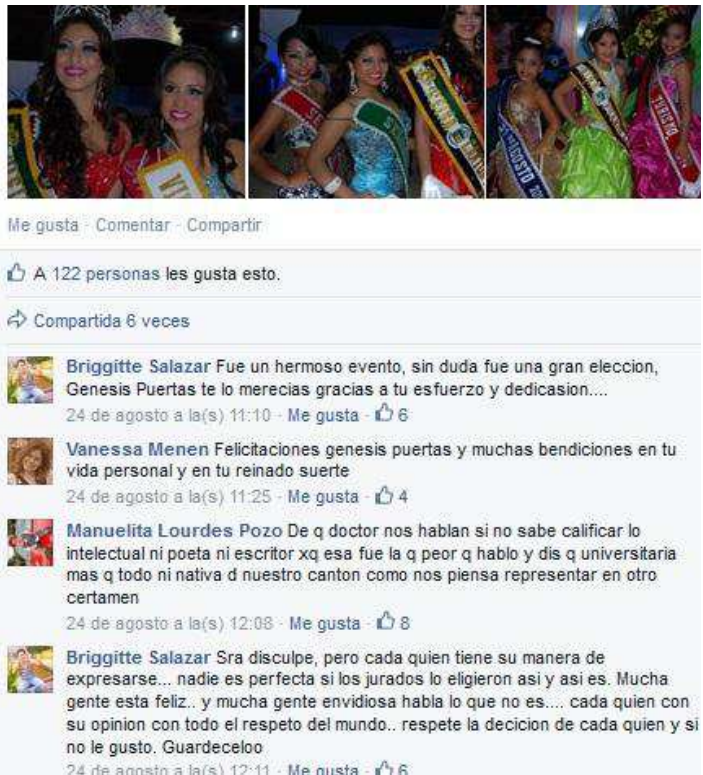 TURISMO
Me gusta · Comentar · Compartir
A 122 personas les gusta esto.
Compartida 6 veces
Briggitte Salazar Fue un hermoso evento, sin duda fue una gran eleccion,
Genesis Puertas te lo merecias gracias a tu esfuerzo y dedicasion....
24 de agosto a la(s) 11:10 · Me gusta · 6
Vanessa Menen Felicitaciones genesis puertas y muchas bendiciones en tu
vida personal y en tu reinado suerte
24 de agosto a la(s) 11:25 · Me gusta · 4
Manuelita Lourdes Pozo De q doctor nos hablan si no sabe calificar lo
intelectual ni poeta ni escritor xq esa fue la q peor q hablo y dis q universitaria
mas q todo ni nativa d nuestro canton como nos piensa representar en otro
certamen
24 de agosto a la(s) 12:08 · Me gusta · 8
Briggitte Salazar Sra disculpe, pero cada quien tiene su manera de
expresarse... nadie es perfecta si los jurados lo eligieron asi y asi es. Mucha
gente esta feliz.. y mucha gente envidiosa habla lo que no es.... cada quien con
su opinion con todo el respeto del mundo.. respete la decicion de cada quien y si
no le gusto. Guardeceloo
24 de agosto a la(s) 12:11 · Me gusta · 6